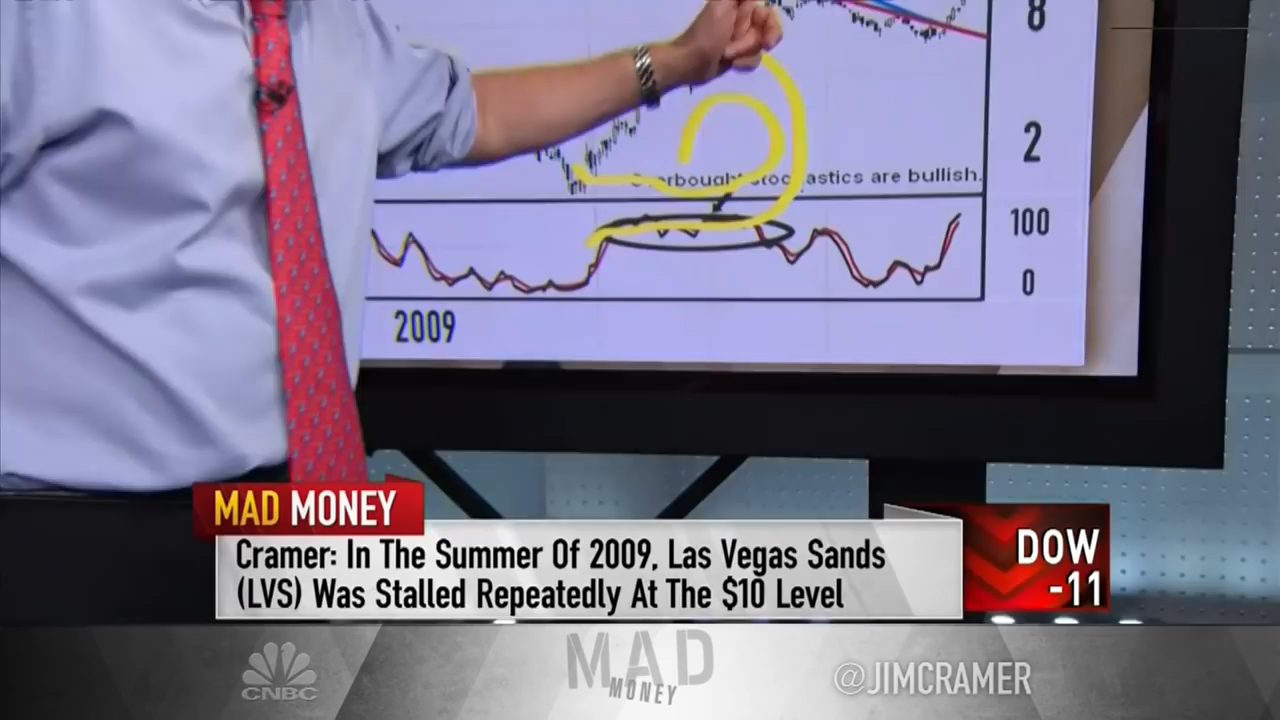 8
2
stochastics are bullish.
100
0
2009
MAD MONEY
Cramer: In The Summer Of 2009, Las Vegas Sands
(LVS) Was Stalled Repeatedly At The $10 Level
DOW
-11
CNBC
MAD
MONEY
@JIMCRAMER